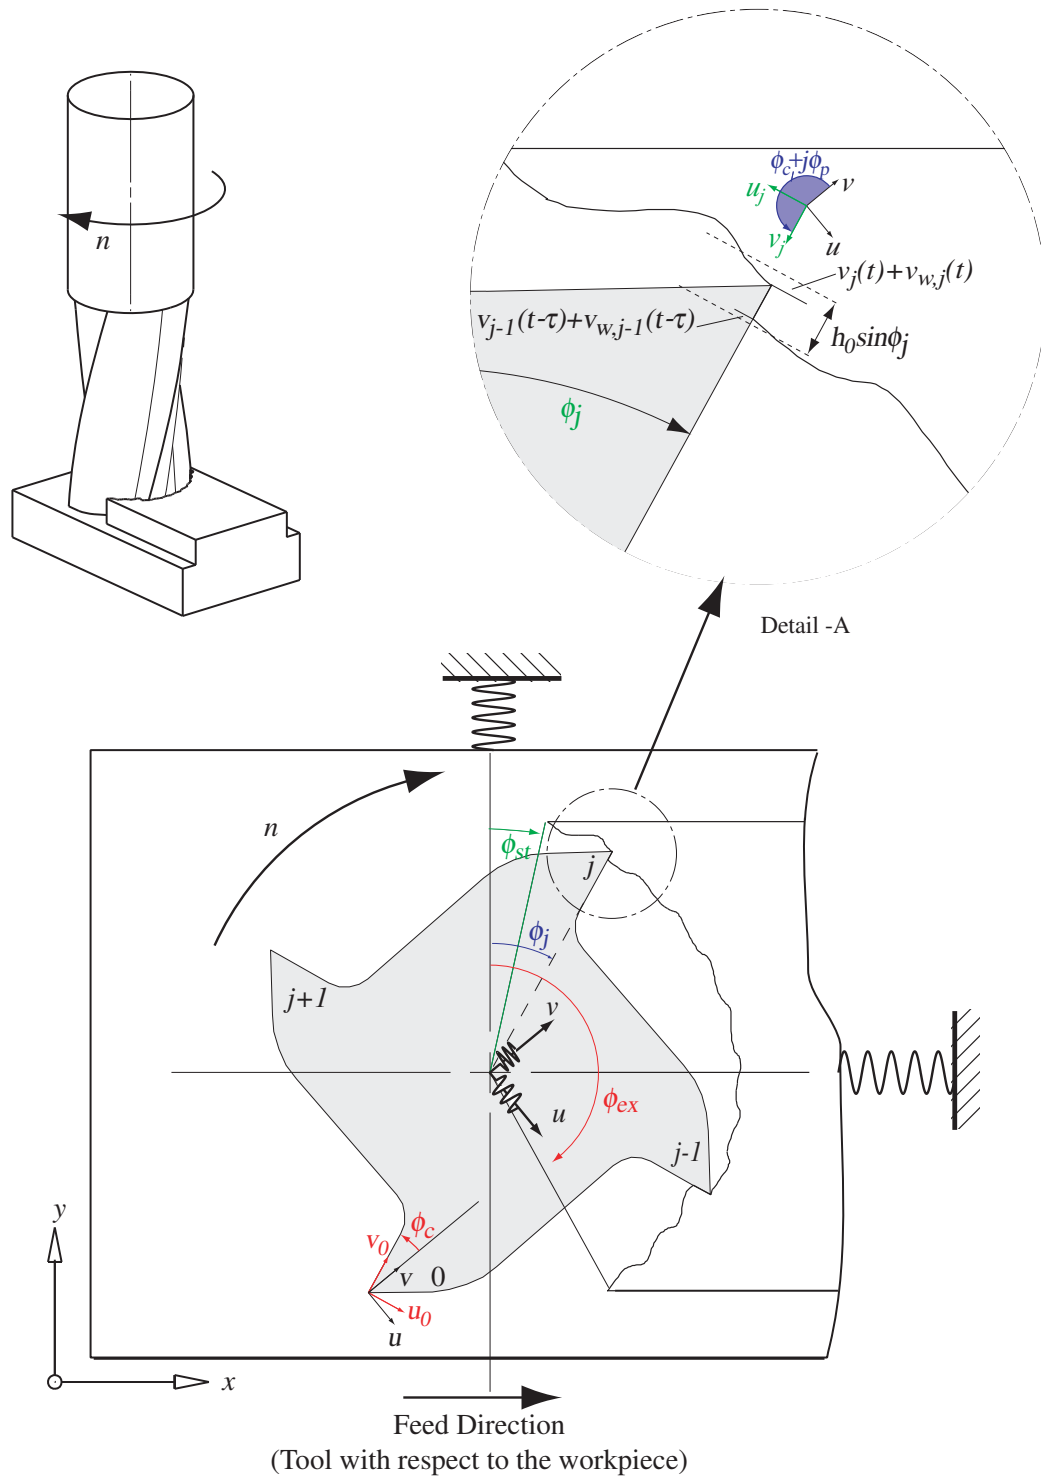 n
ϕc+jϕp
uj
v
vj
u
vj(t)+vw,j(t)
vj-1(t-τ)+vw,j-1(t-τ)
h0sinϕj
ϕj
Detail -A
n
ϕst
j
ϕj
j+1
v
u
ϕex
j-1
y
ϕc
v0
v 0
u0
u
x
Feed Direction
(Tool with respect to the workpiece)